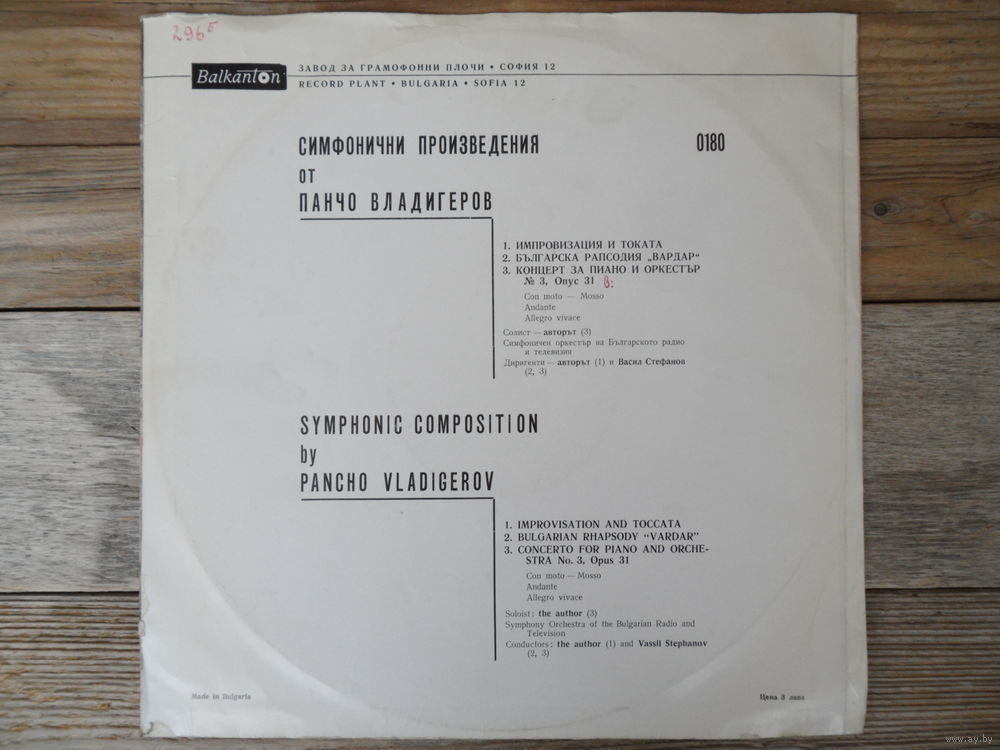 296 Б
Balkanton
ЗАВОД ЗА ГРАМОФОННИ ПЛОЧИ • СОФИЯ 12
RECORD PLANT • BULGARIA • SOFIA 12
СИМФОНИЧНИ ПРОИЗВЕДЕНИЯ
0180
от
ПАНЧО ВЛАДИГЕРОВ
1. ИМПРОВИЗАЦИЯ И ТОКАТА
2. БЪЛГАРСКА РАПСОДИЯ „ВАРДАР“
3. КОНЦЕРТ ЗА ПИАНО И ОРКЕСТЪР
№ 3, Опус 31 в:
Con moto — Mosso
Andante
Allegro vivace
Солист — авторът (3)
Симфоничен оркестър на Българското радио
и телевизия
Диригенти — авторът (1) и Васил Стефанов
(2, 3)
SYMPHONIC COMPOSITION
by
PANCHO VLADIGEROV
1. IMPROVISATION AND TOCCATA
2. BULGARIAN RHAPSODY “VARDAR”
3. CONCERTO FOR PIANO AND ORCHE-
STRA No. 3, Opus 31
Con moto — Mosso
Andante
Allegro vivace
Soloist: the author (3)
Symphony Orchestra of the Bulgarian Radio and
Television
Conductors: the author (1) and Vassil Stephanov
(2, 3)
Made in Bulgaria
Цена 3 лева
www.ay.by